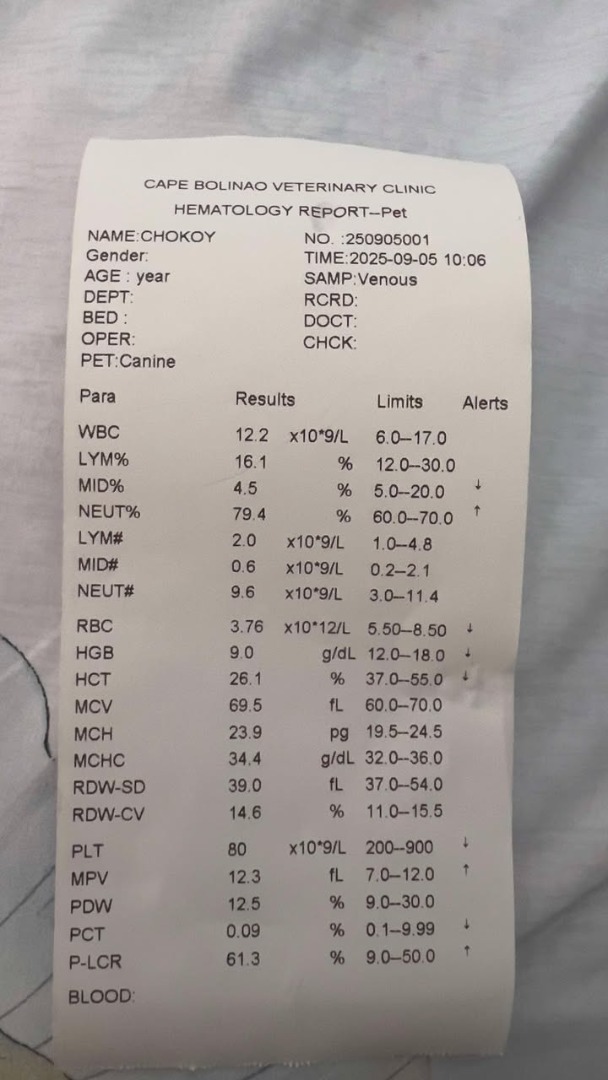 CAPE BOLINAO VETERINARY CLINIC
HEMATOLOGY REPORT--Pet
NAME:CHOKOY NO. :250905001
Gender: TIME:2025-09-05 10:06
AGE : year SAMP:Venous
DEPT: RCRD:
BED : DOCT:
OPER: CHCK:
PET:Canine
Para Results Limits Alerts
WBC 12.2 x10*9/L 6.0--17.0
LYM% 16.1 % 12.0--30.0
MID% 4.5 % 5.0--20.0 ↓
NEUT% 79.4 % 60.0--70.0 ↑
LYM# 2.0 x10*9/L 1.0--4.8
MID# 0.6 x10*9/L 0.2--2.1
NEUT# 9.6 x10*9/L 3.0--11.4
RBC 3.76 x10*12/L 5.50--8.50 ↓
HGB 9.0 g/dL 12.0--18.0 ↓
HCT 26.1 % 37.0--55.0 ↓
MCV 69.5 fL 60.0--70.0
MCH 23.9 pg 19.5--24.5
MCHC 34.4 g/dL 32.0--36.0
RDW-SD 39.0 fL 37.0--54.0
RDW-CV 14.6 % 11.0--15.5
PLT 80 x10*9/L 200--900 ↓
MPV 12.3 fL 7.0--12.0 ↑
PDW 12.5 % 9.0--30.0
PCT 0.09 % 0.1--9.99 ↓
P-LCR 61.3 % 9.0--50.0 ↑
BLOOD: